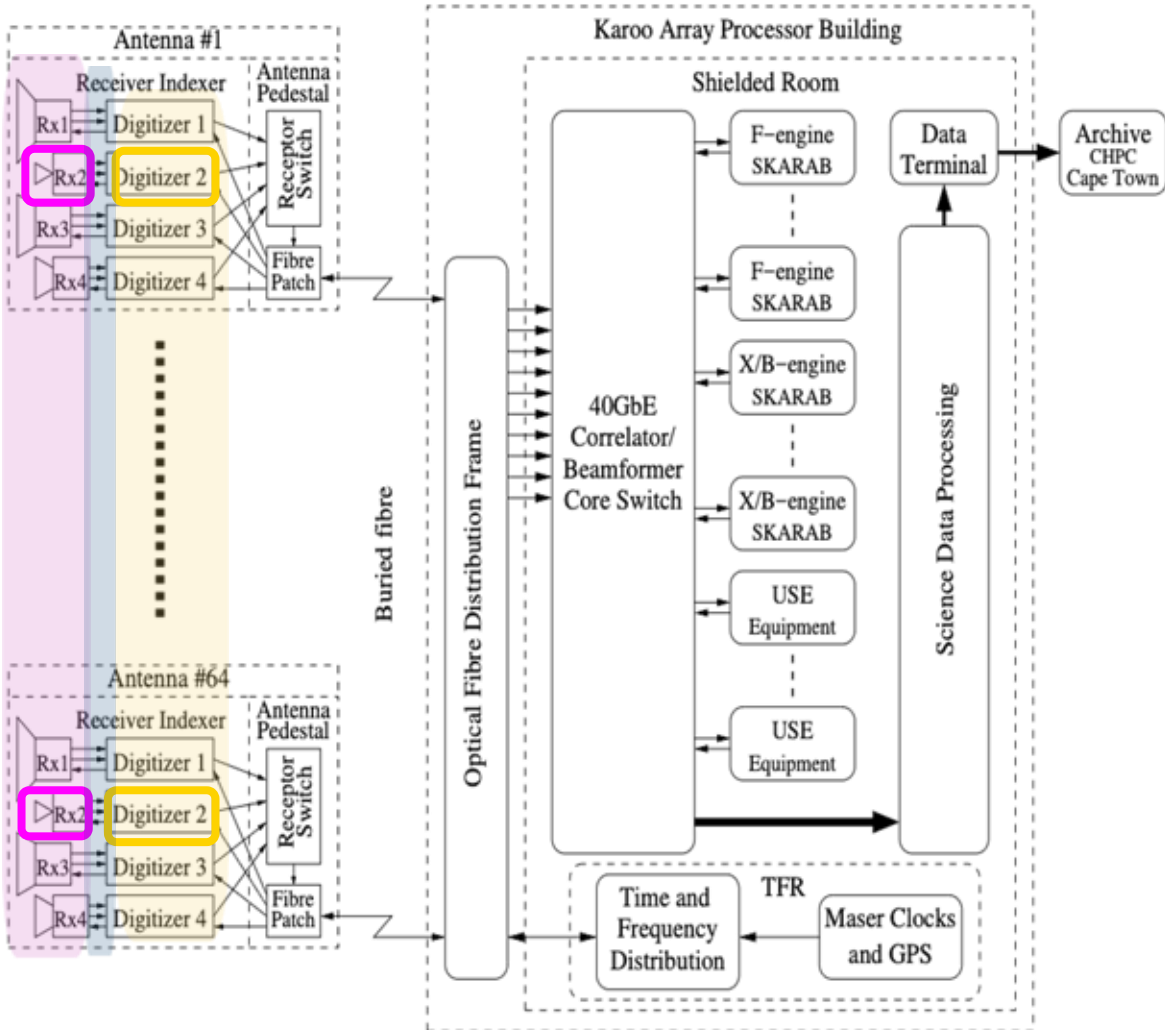 Antenna #1
Receiver Indexer
Antenna
Pedestal
Rx1
Digitizer 1
Rx2
Digitizer 2
Rx3
Digitizer 3
Rx4
Digitizer 4
Receptor
Switch
Fibre
Patch
Antenna #64
Receiver Indexer
Antenna
Pedestal
Rx1
Digitizer 1
Rx2
Digitizer 2
Rx3
Digitizer 3
Rx4
Digitizer 4
Receptor
Switch
Fibre
Patch
Buried fibre
Karoo Array Processor Building
Optical Fibre Distribution Frame
Shielded Room
40GbE
Correlator/
Beamformer
Core Switch
F-engine
SKARAB
F-engine
SKARAB
X/B-engine
SKARAB
X/B-engine
SKARAB
USE
Equipment
USE
Equipment
Data
Terminal
Science Data Processing
Archive
CHPC
Cape Town
TFR
Time and
Frequency
Distribution
Maser Clocks
and GPS